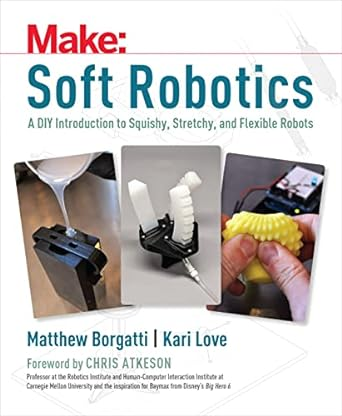 Make:
Soft Robotics
A DIY Introduction to Squishy, Stretchy, and Flexible Robots
Matthew Borgatti | Kari Love
Foreword by CHRIS ATKESON
Professor at the Robotics Institute and Human-Computer Interaction Institute at
Carnegie Mellon University and the inspiration for Baymax from Disney's Big Hero 6